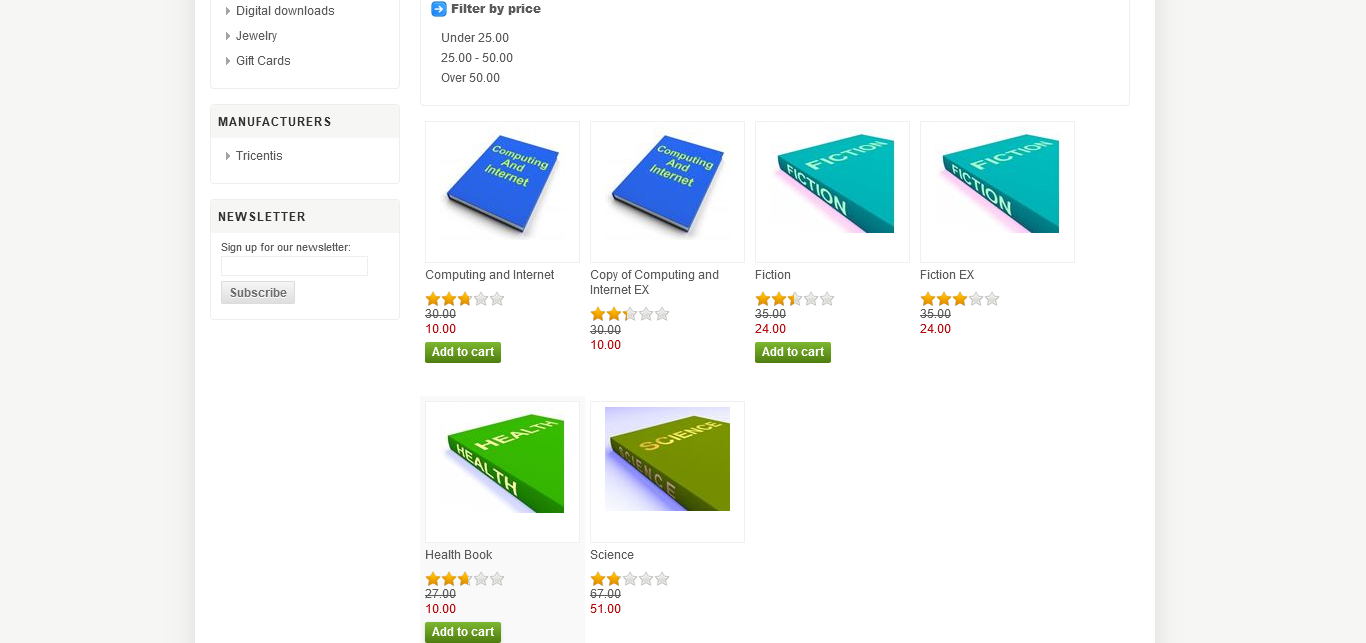 Digital downloads
Jewelry
Gift Cards
MANUFACTURERS
Tricentis
NEWSLETTER
Sign up for our newsletter:
Subscribe
Filter by price
Under 25.00
25.00 - 50.00
Over 50.00
Computing
And
Internet
Computing and Internet
30.00
10.00
Add to cart
Computing
And
Internet
Copy of Computing and
Internet EX
30.00
10.00
FICTION
FICTION
Fiction
35.00
24.00
Add to cart
FICTION
FICTION
Fiction EX
35.00
24.00
HEALTH
HEALTH
Health Book
27.00
10.00
Add to cart
SCIENCE
SCIENCE
Science
67.00
51.00